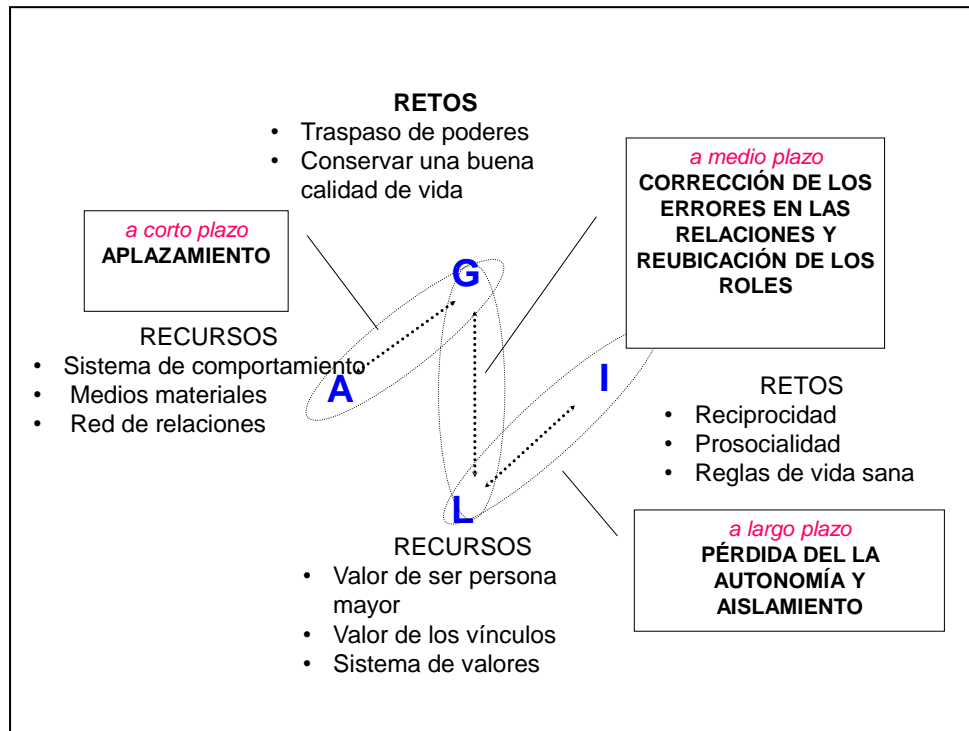 RETOS
• Traspaso de poderes
• Conservar una buena
calidad de vida
a corto plazo
APLAZAMIENTO
a medio plazo
CORRECCIÓN DE LOS
ERRORES EN LAS
RELACIONES Y
REUBICACIÓN DE LOS
ROLES
G
RECURSOS
• Sistema de comportamiento
• Medios materiales
• Red de relaciones
A
I
RETOS
• Reciprocidad
• Prosocialidad
• Reglas de vida sana
L
RECURSOS
• Valor de ser persona
mayor
• Valor de los vínculos
• Sistema de valores
a largo plazo
PÉRDIDA DEL LA
AUTONOMÍA Y
AISLAMIENTO